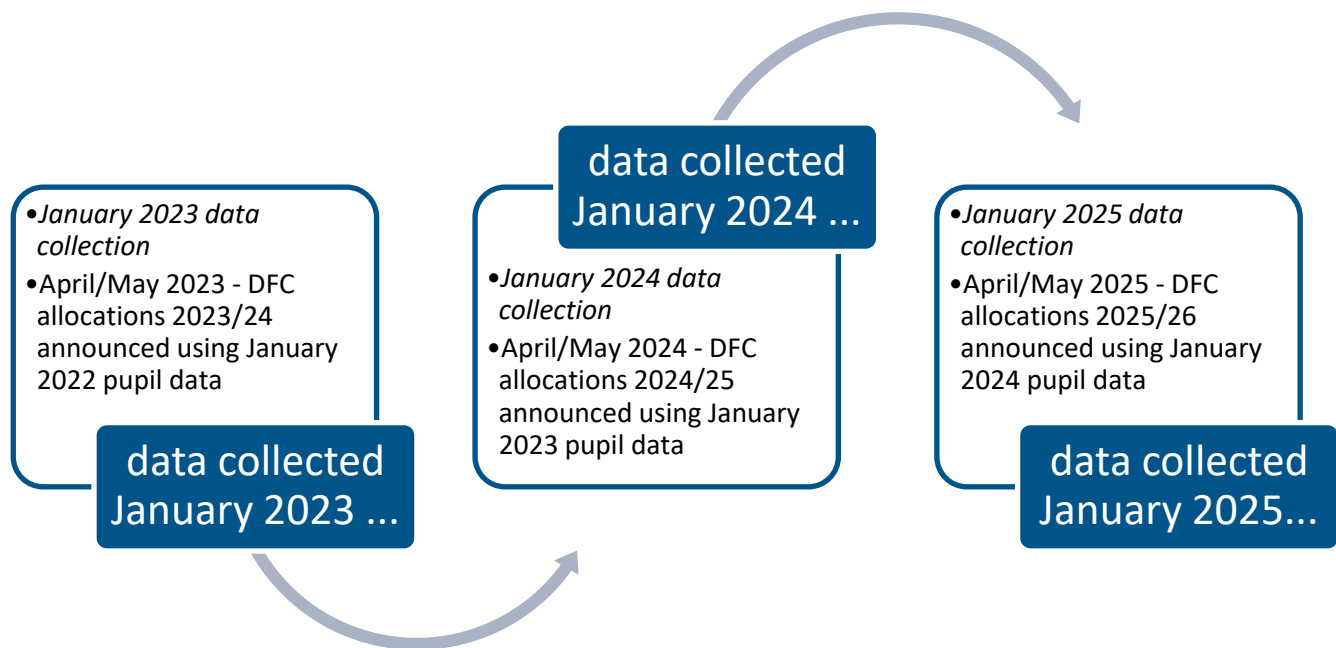 •January 2023 data
collection
•April/May 2023 - DFC
allocations 2023/24
announced using January
2022 pupil data
data collected
January 2023 ...
data collected
January 2024 ...
•January 2024 data
collection
•April/May 2024 - DFC
allocations 2024/25
announced using January
2023 pupil data
•January 2025 data
collection
•April/May 2025 - DFC
allocations 2025/26
announced using January
2024 pupil data
data collected
January 2025...